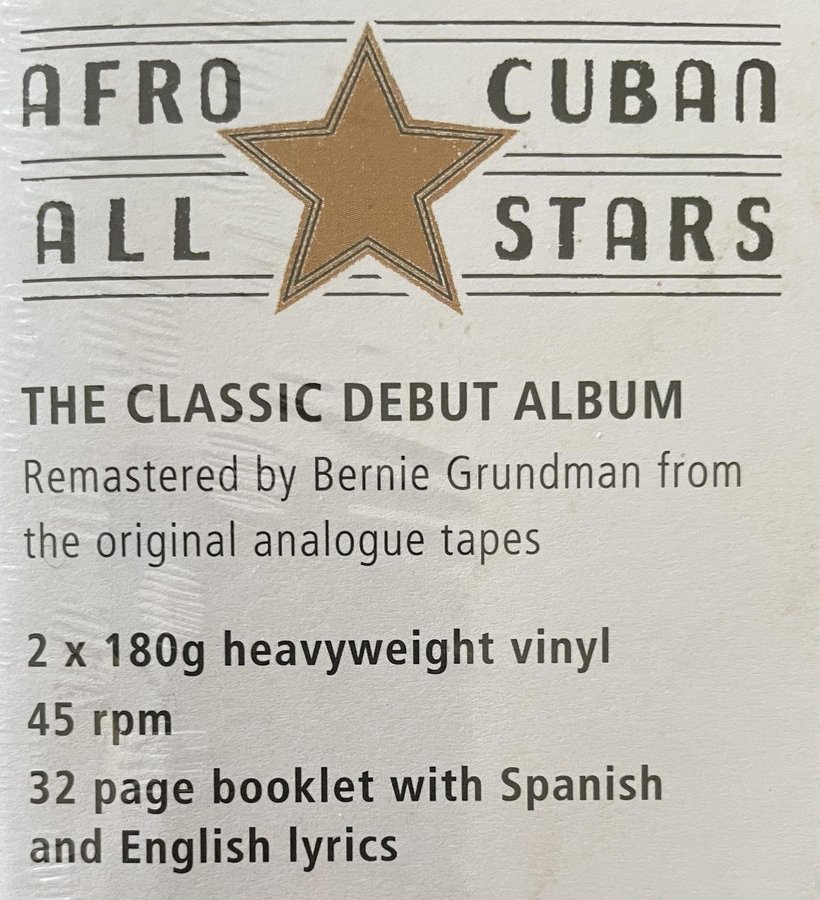 AFRO CUBAN
ALL STARS
THE CLASSIC DEBUT ALBUM
Remastered by Bernie Grundman from
the original analogue tapes
2 x 180g heavyweight vinyl
45 rpm
32 page booklet with Spanish
and English lyrics